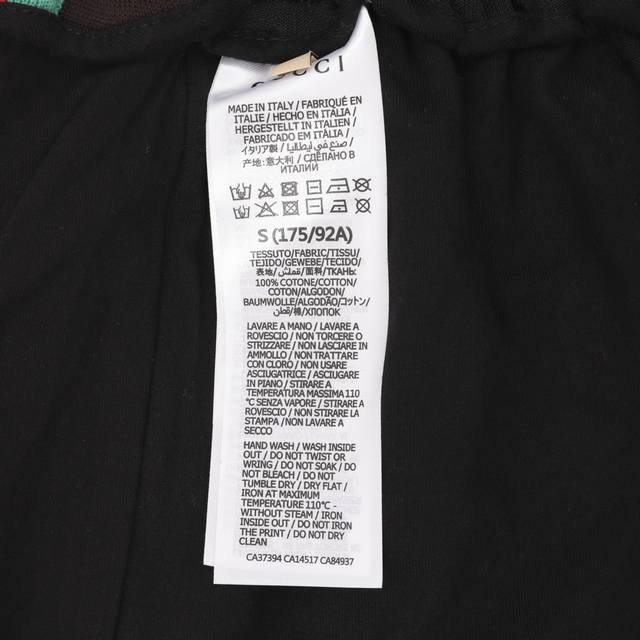 GUCCI
MADE IN ITALY / FABRIQUÉ EN
ITALIE / HECHO EN ITALIA /
HERGESTELLT IN ITALIEN /
FABRICADO EM ITÁLIA /
イタリア製 / صنع في إيطاليا /
产地: 意大利 / СДЕЛАНО В
ИТАЛИИ
S (175/92A)
TESSUTO/FABRIC/TISSU/
TEJIDO/GEWEBE/TECIDO/
表地/قماش/面料/ТКАНЬ:
100% COTONE/COTTON/
COTON/ALGODON/
BAUMWOLLE/ALGODÃO/コットン/
قطن/棉/ХЛОПОК
LAVARE A MANO / LAVARE A
ROVESCIO / NON TORCERE O
STRIZZARE / NON LASCIARE IN
AMMOLLO / NON TRATTARE
CON CLORO / NON USARE
ASCIUGATRICE / ASCIUGARE
IN PIANO / STIRARE A
TEMPERATURA MASSIMA 110
°C SENZA VAPORE / STIRARE A
ROVESCIO / NON STIRARE LA
STAMPA / NON LAVARE A
SECCO
HAND WASH / WASH INSIDE
OUT / DO NOT TWIST OR
WRING / DO NOT SOAK / DO
NOT BLEACH / DO NOT
TUMBLE DRY / DRY FLAT /
IRON AT MAXIMUM
TEMPERATURE 110°C -
WITHOUT STEAM / IRON
INSIDE OUT / DO NOT IRON
THE PRINT / DO NOT DRY
CLEAN
CA37394 CA14517 CA84937